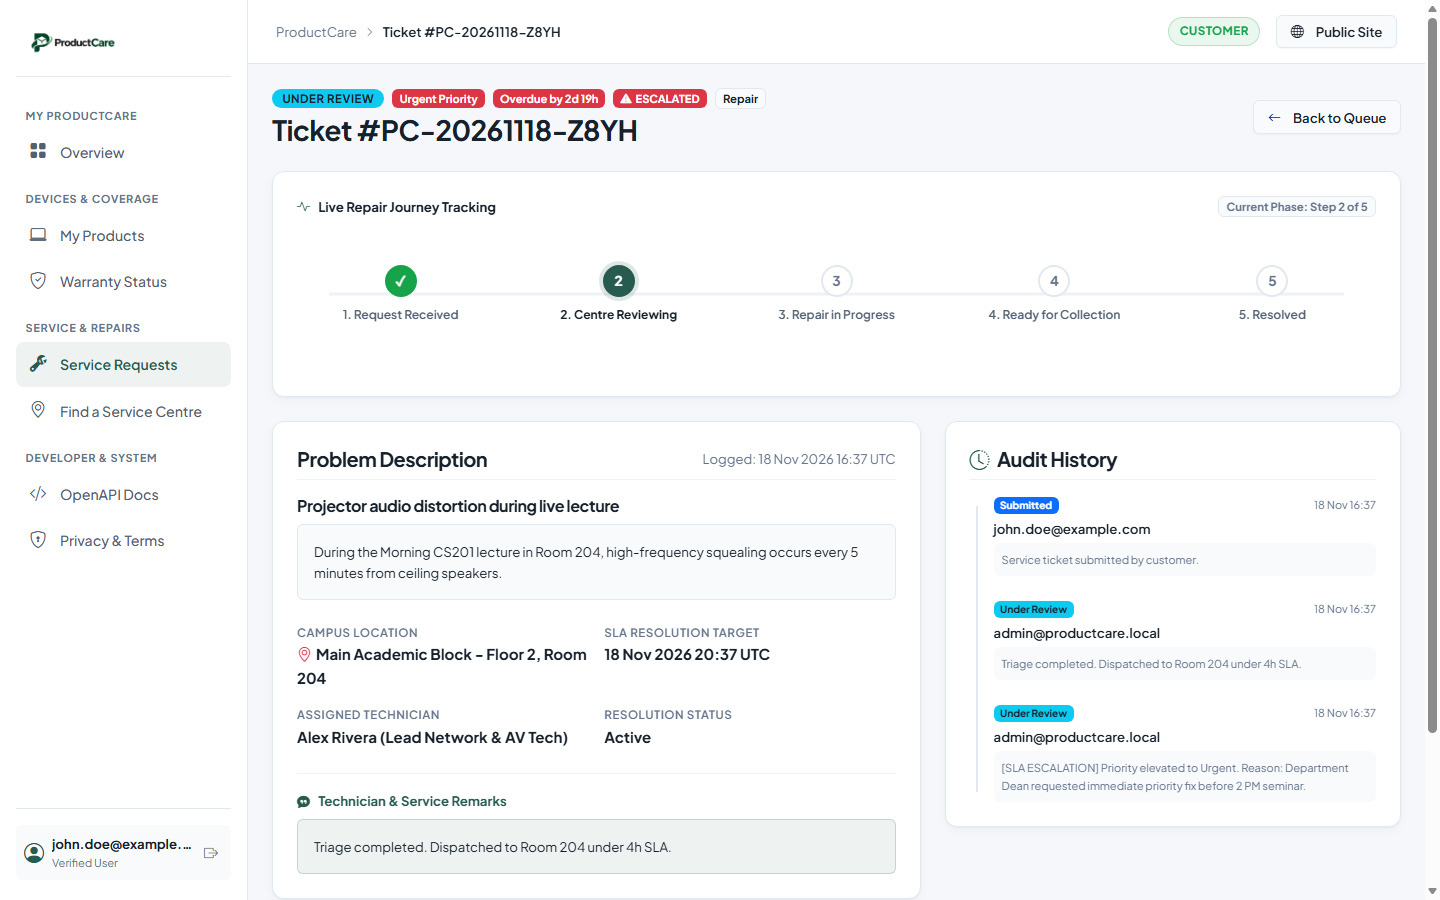 ProductCare
MY PRODUCTCARE
Overview
DEVICES & COVERAGE
My Products
Warranty Status
SERVICE & REPAIRS
Service Requests
Find a Service Centre
DEVELOPER & SYSTEM
OpenAPI Docs
Privacy & Terms
john.doe@example....
Verified User
ProductCare > Ticket #PC-20261118-Z8YH
CUSTOMER
Public Site
UNDER REVIEW
Urgent Priority
Overdue by 2d 19h
ESCALATED
Repair
Ticket #PC-20261118-Z8YH
Back to Queue
Live Repair Journey Tracking
Current Phase: Step 2 of 5
2
3
4
5
1. Request Received
2. Centre Reviewing
3. Repair in Progress
4. Ready for Collection
5. Resolved
Problem Description
Logged: 18 Nov 2026 16:37 UTC
Projector audio distortion during live lecture
During the Morning CS201 lecture in Room 204, high-frequency squealing occurs every 5
minutes from ceiling speakers.
CAMPUS LOCATION
Main Academic Block - Floor 2, Room
204
SLA RESOLUTION TARGET
18 Nov 2026 20:37 UTC
ASSIGNED TECHNICIAN
Alex Rivera (Lead Network & AV Tech)
RESOLUTION STATUS
Active
Technician & Service Remarks
Triage completed. Dispatched to Room 204 under 4h SLA.
Audit History
Submitted
18 Nov 16:37
john.doe@example.com
Service ticket submitted by customer.
Under Review
18 Nov 16:37
admin@productcare.local
Triage completed. Dispatched to Room 204 under 4h SLA.
Under Review
18 Nov 16:37
admin@productcare.local
[SLA ESCALATION] Priority elevated to Urgent. Reason: Department
Dean requested immediate priority fix before 2 PM seminar.